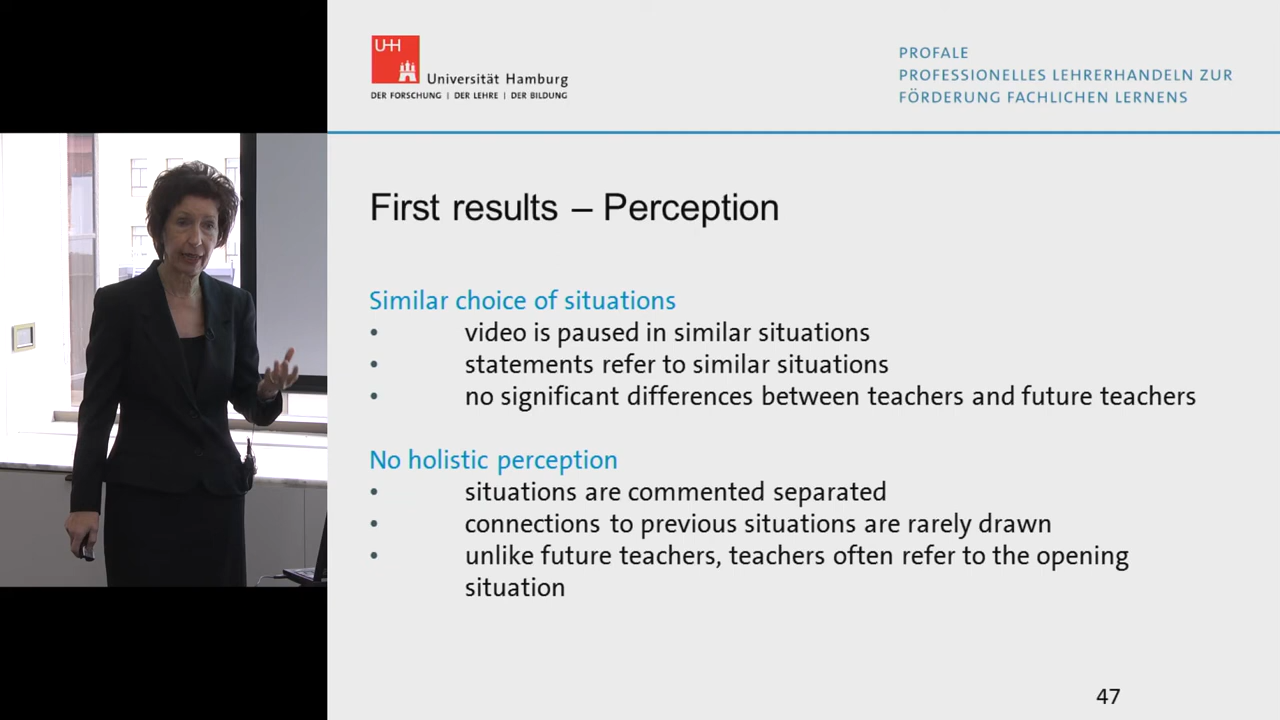 UHH
Universität Hamburg
DER FORSCHUNG | DER LEHRE | DER BILDUNG
PROFALE
PROFESSIONELLES LEHRERHANDELN ZUR
FÖRDERUNG FACHLICHEN LERNENS
First results – Perception
Similar choice of situations
• video is paused in similar situations
• statements refer to similar situations
• no significant differences between teachers and future teachers
No holistic perception
• situations are commented separated
• connections to previous situations are rarely drawn
• unlike future teachers, teachers often refer to the opening
situation
47